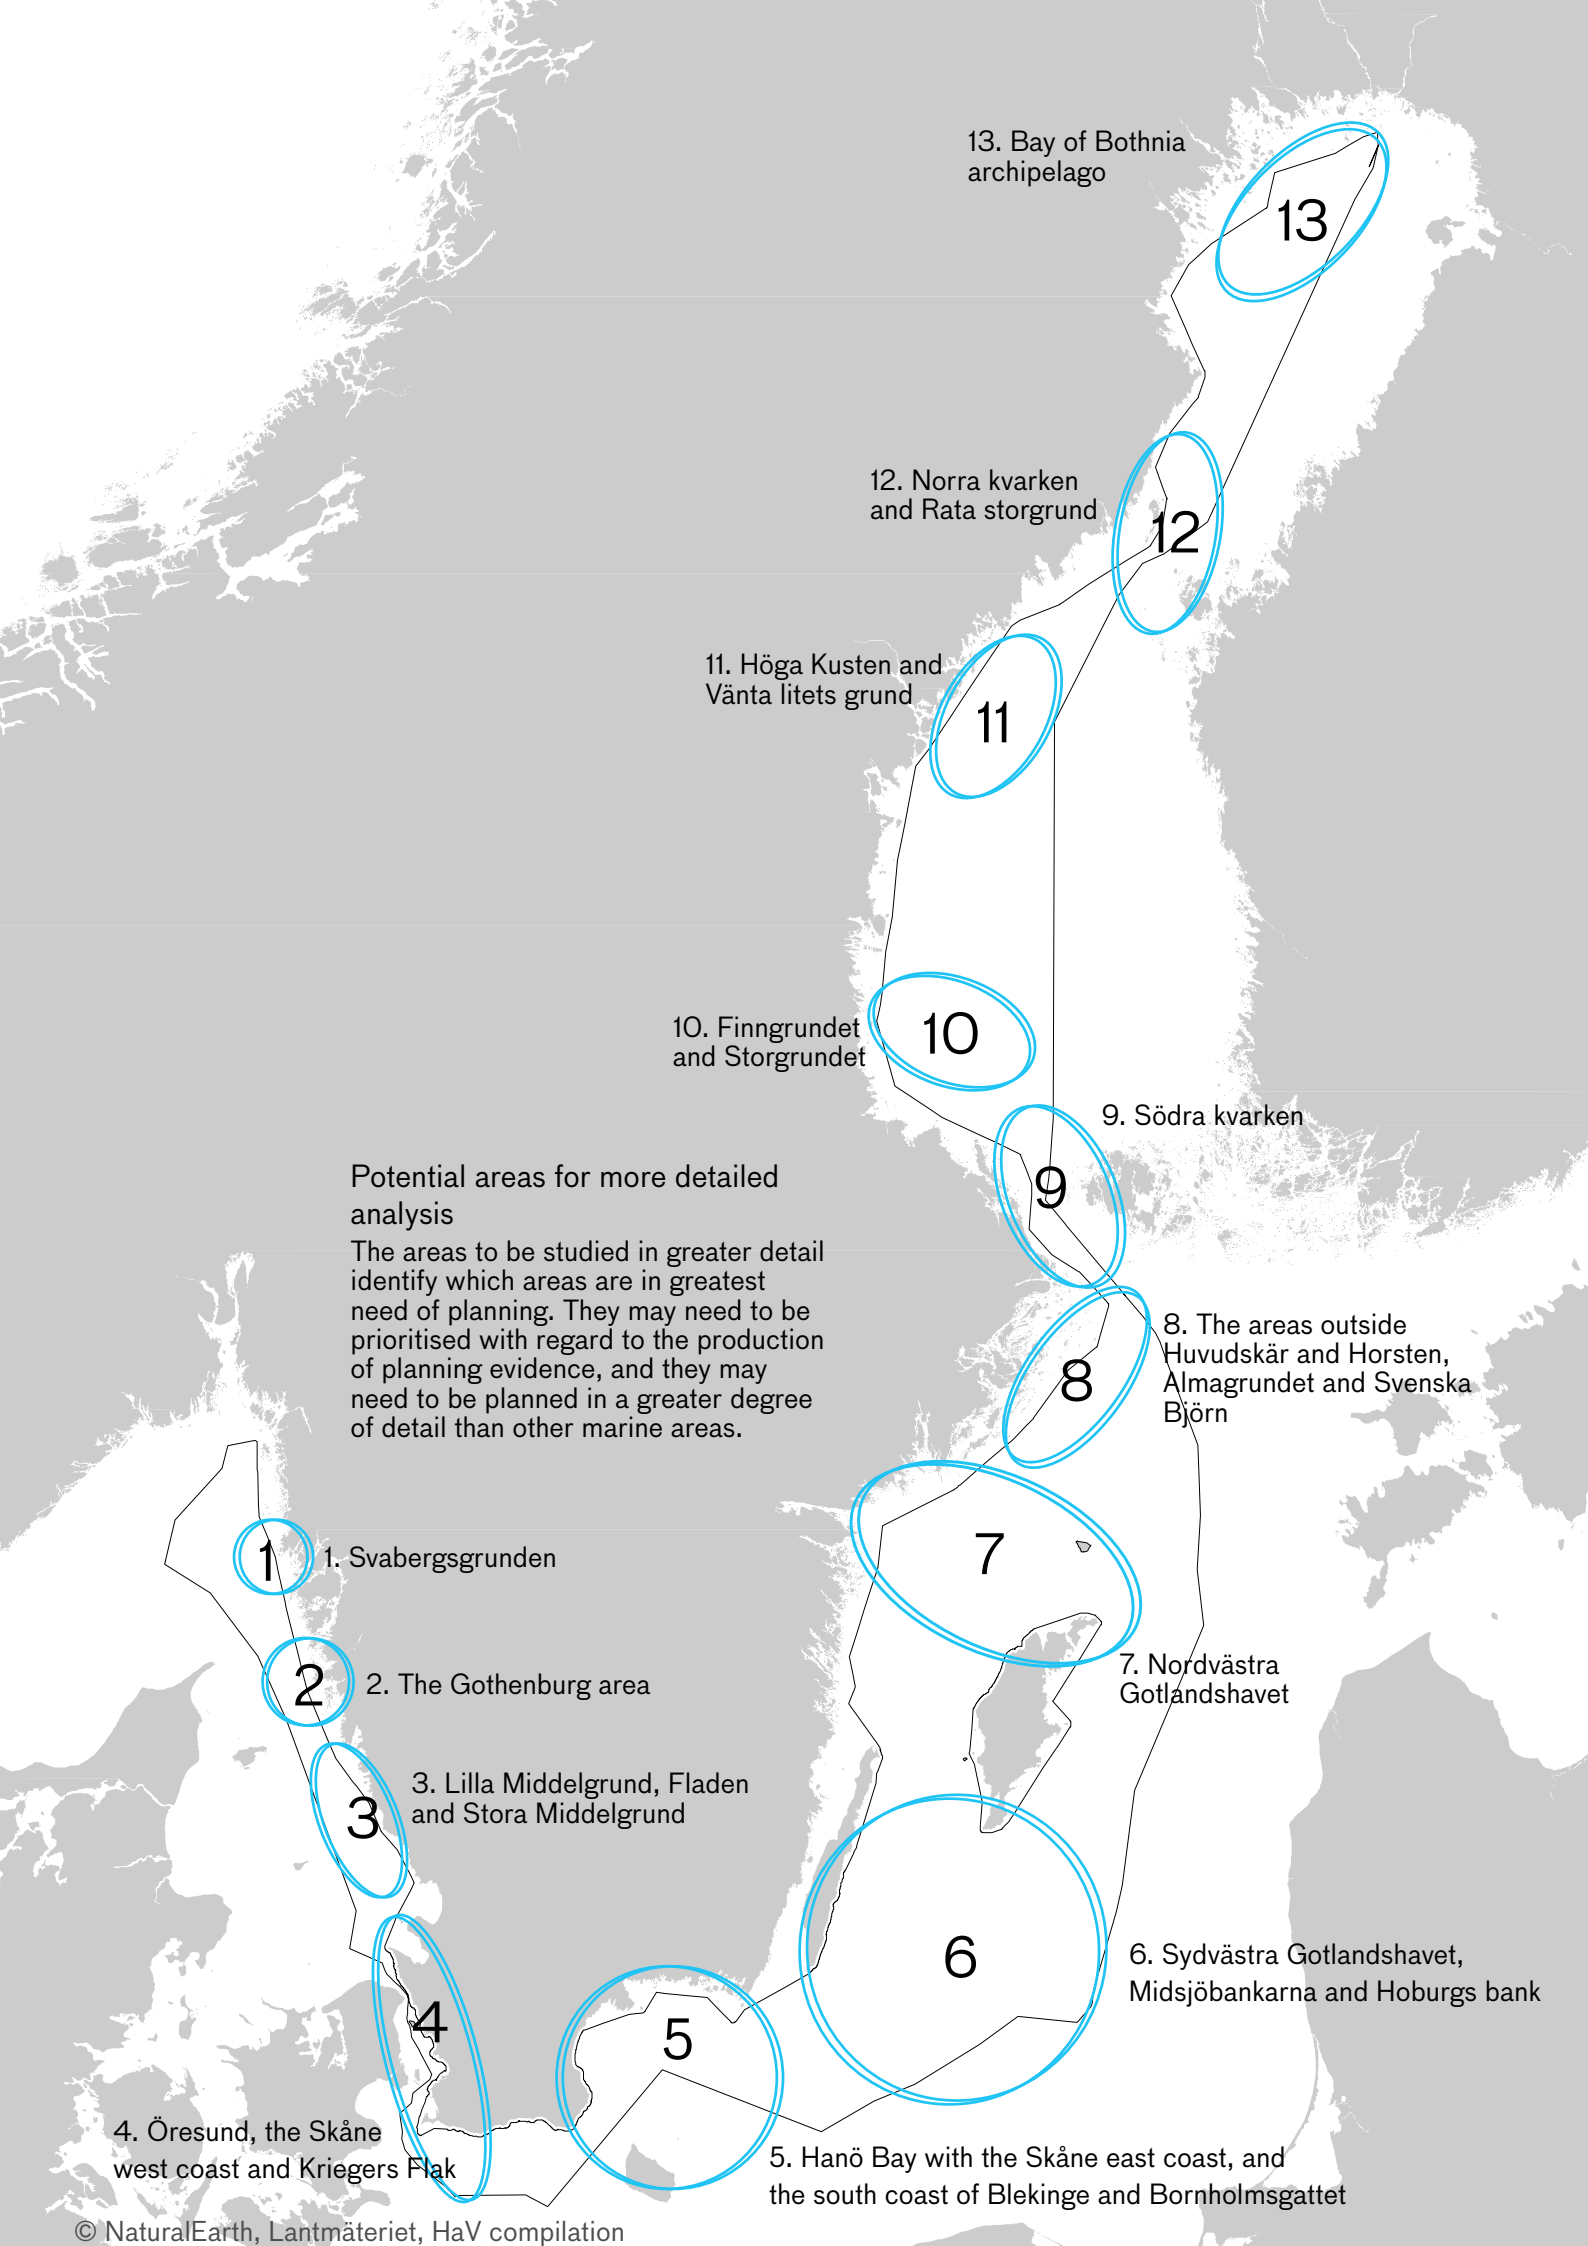 13. Bay of Bothnia
archipelago
13
12. Norra kvarken
and Rata storgrund
12
11. Höga Kusten and
Vänta litets grund
11
10. Finngrundet
and Storgrundet
10
9. Södra kvarken
9
Potential areas for more detailed
analysis
The areas to be studied in greater detail
identify which areas are in greatest
need of planning. They may need to be
prioritised with regard to the production
of planning evidence, and they may
need to be planned in a greater degree
of detail than other marine areas.
8. The areas outside
Huvudskär and Horsten,
Almagrundet and Svenska
Björn
8
7
7. Nordvästra
Gotlandshavet
1
1. Svabergsgrunden
2
2. The Gothenburg area
3
3. Lilla Middelgrund, Fladen
and Stora Middelgrund
6
6. Sydvästra Gotlandshavet,
Midsjöbankarna and Hoburgs bank
4
5
4. Öresund, the Skåne
west coast and Kriegers Flak
5. Hanö Bay with the Skåne east coast, and
the south coast of Blekinge and Bornholmsgattet
© NaturalEarth, Lantmäteriet, HaV compilation